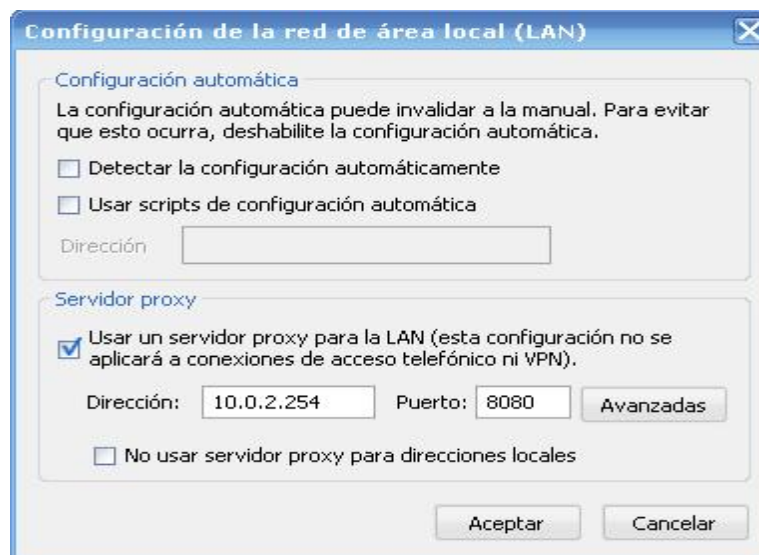 Configuración de la red de área local (LAN)
Configuración automática
La configuración automática puede invalidar a la manual. Para evitar
que esto ocurra, deshabilite la configuración automática.
Detectar la configuración automáticamente
Usar scripts de configuración automática
Dirección
Servidor proxy
Usar un servidor proxy para la LAN (esta configuración no se
aplicará a conexiones de acceso telefónico ni VPN).
Dirección: 10.0.2.254 Puerto: 8080 Avanzadas
No usar servidor proxy para direcciones locales
Aceptar Cancelar